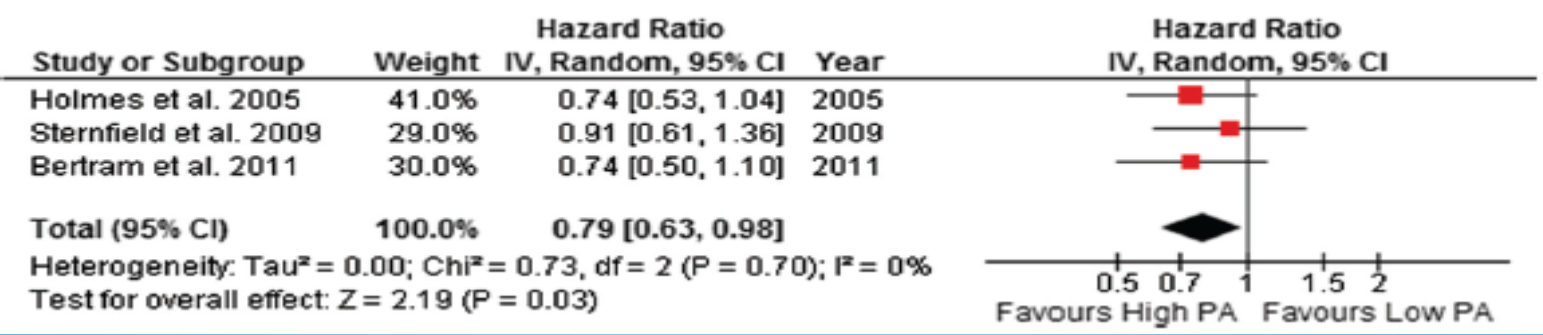 Hazard Ratio Hazard Ratio
Study or Subgroup Weight IV, Random, 95% CI Year IV, Random, 95% CI
Holmes et al. 2005 41.0% 0.74 [0.53, 1.04] 2005
Sternfield et al. 2009 29.0% 0.91 [0.61, 1.36] 2009
Bertram et al. 2011 30.0% 0.74 [0.50, 1.10] 2011
Total (95% CI) 100.0% 0.79 [0.63, 0.98]
Heterogeneity: Tau² = 0.00; Chi² = 0.73, df = 2 (P = 0.70); I² = 0%
Test for overall effect: Z = 2.19 (P = 0.03)
0.5 0.7 1 1.5 2
Favours High PA Favours Low PA